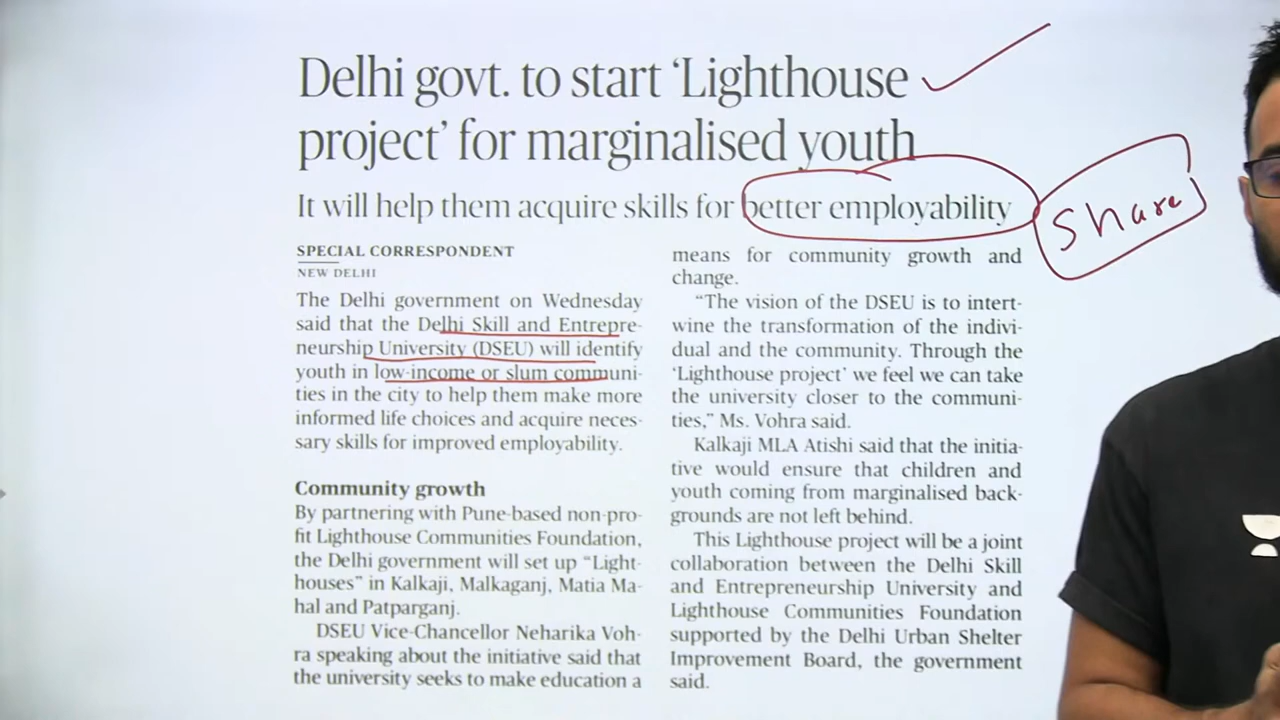 Delhi govt. to start ‘Lighthouse
project’ for marginalised youth
It will help them acquire skills for better employability
Share
SPECIAL CORRESPONDENT
NEW DELHI
The Delhi government on Wednesday
said that the Delhi Skill and Entrepre-
neurship University (DSEU) will identify
youth in low-income or slum communi-
ties in the city to help them make more
informed life choices and acquire neces-
sary skills for improved employability.
Community growth
By partnering with Pune-based non-pro-
fit Lighthouse Communities Foundation,
the Delhi government will set up “Light-
houses” in Kalkaji, Malkaganj, Matia Ma-
hal and Patparganj.
DSEU Vice-Chancellor Neharika Voh-
ra speaking about the initiative said that
the university seeks to make education a
means for community growth and
change.
“The vision of the DSEU is to intert-
wine the transformation of the indivi-
dual and the community. Through the
‘Lighthouse project’ we feel we can take
the university closer to the communi-
ties,” Ms. Vohra said.
Kalkaji MLA Atishi said that the initia-
tive would ensure that children and
youth coming from marginalised back-
grounds are not left behind.
This Lighthouse project will be a joint
collaboration between the Delhi Skill
and Entrepreneurship University and
Lighthouse Communities Foundation
supported by the Delhi Urban Shelter
Improvement Board, the government
said.